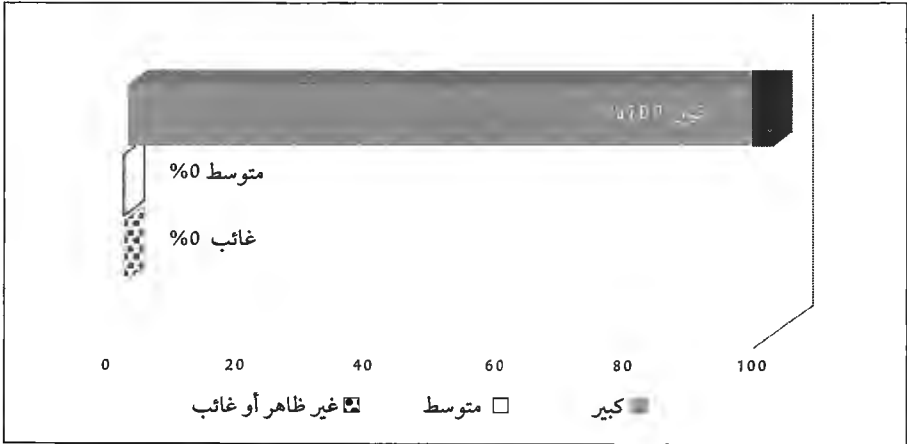 متوسط 0%
غائب 0%
0 20 40 60 80 100
كبير متوسط غير ظاهر أو غائب